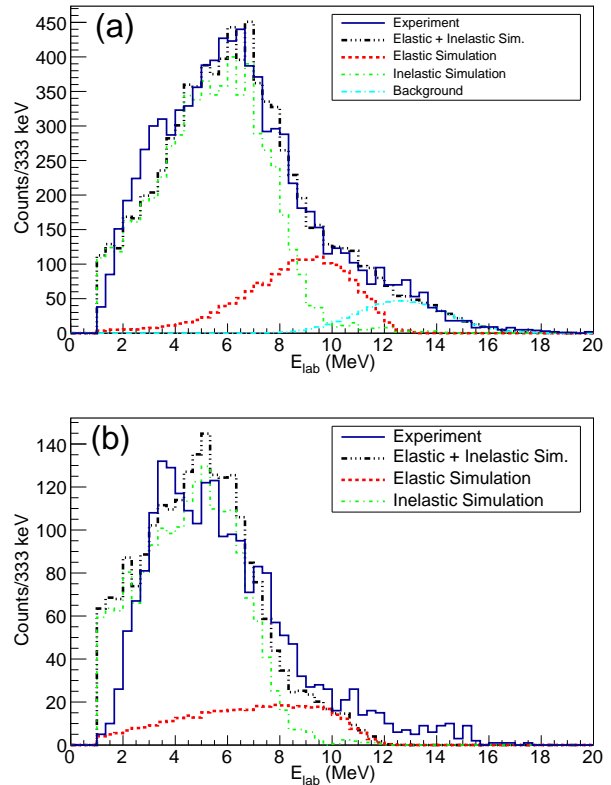 (a)
Experiment
Elastic + Inelastic Sim.
Elastic Simulation
Inelastic Simulation
Background
Counts/333 keV
450
400
350
300
250
200
150
100
50
0
0 2 4 6 8 10 12 14 16 18 20
E_lab (MeV)
(b)
Experiment
Elastic + Inelastic Sim.
Elastic Simulation
Inelastic Simulation
Counts/333 keV
140
120
100
80
60
40
20
0
0 2 4 6 8 10 12 14 16 18 20
E_lab (MeV)